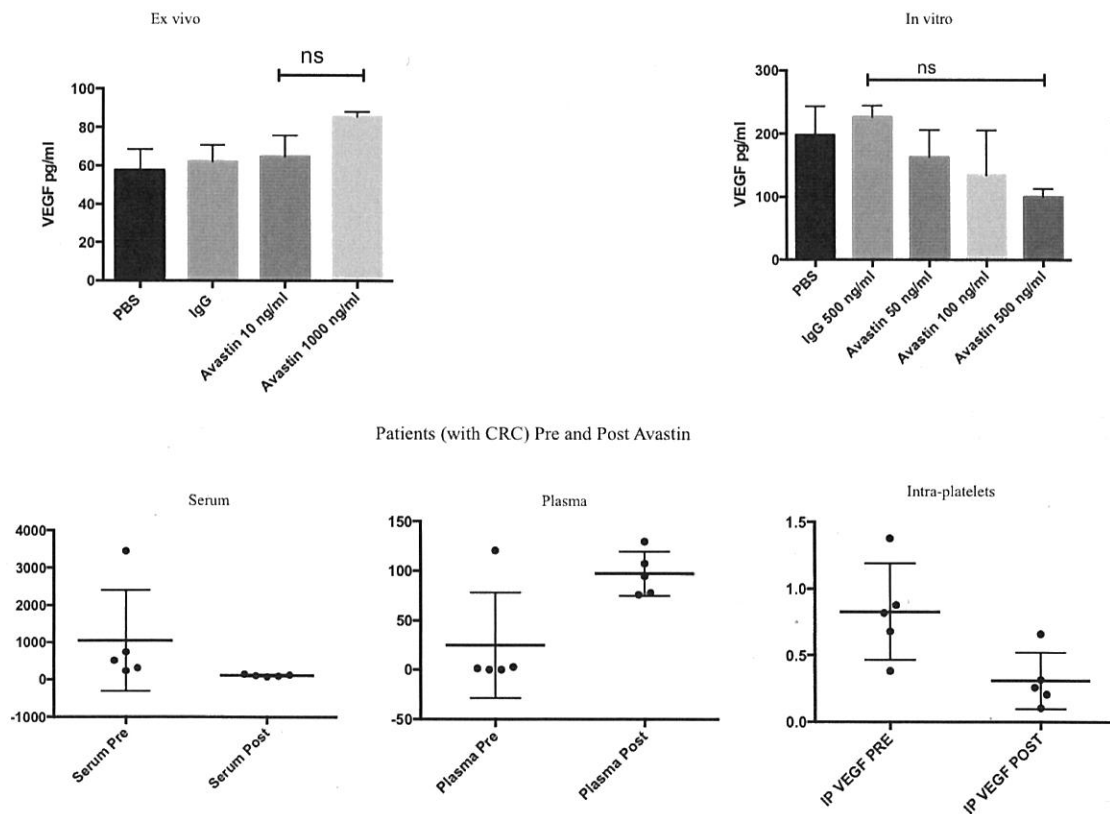 Ex vivo
ns
VEGF pg/ml
100
80
60
40
20
0
PBS
IgG
Avastin 10 ng/ml
Avastin 1000 ng/ml
In vitro
ns
VEGF pg/ml
300
200
100
0
PBS
IgG 500 ng/ml
Avastin 50 ng/ml
Avastin 100 ng/ml
Avastin 500 ng/ml
Patients (with CRC) Pre and Post Avastin
Serum
4000
3000
2000
1000
0
-1000
Serum Pre
Serum Post
Plasma
150
100
50
0
-50
Plasma Pre
Plasma Post
Intra-platelets
1.5
1.0
0.5
0.0
IP VEGF PRE
IP VEGF POST